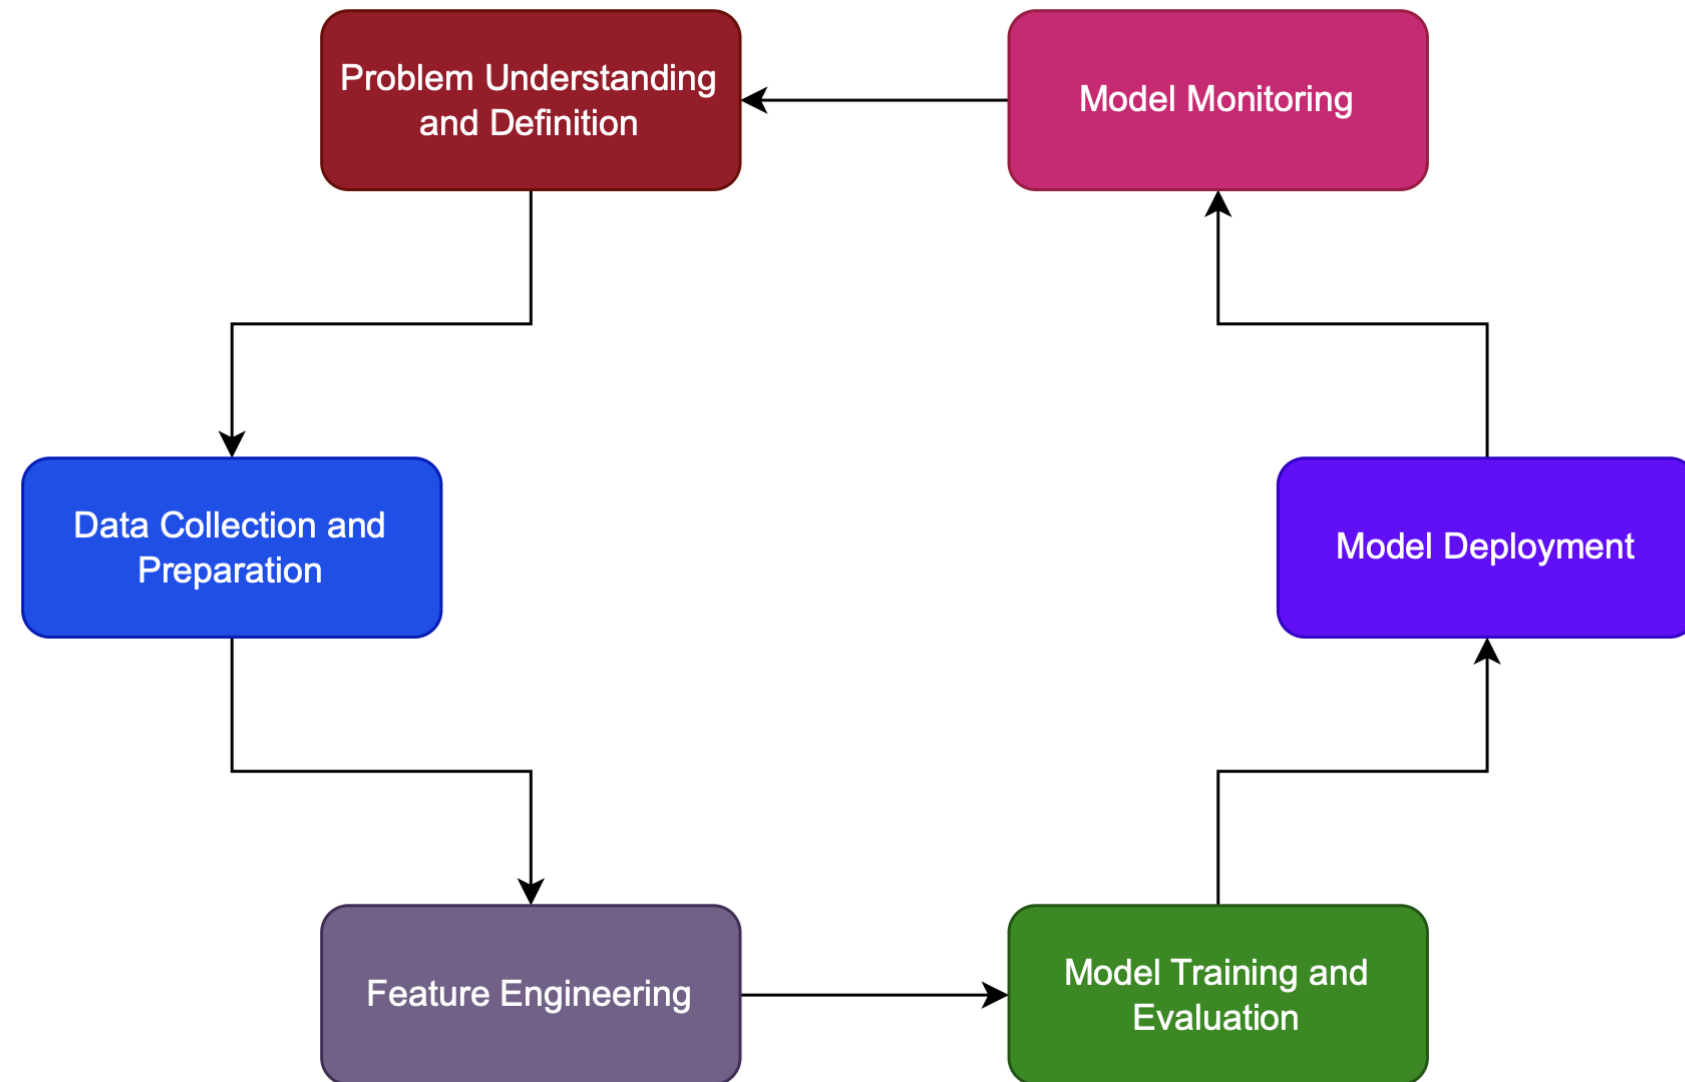 Problem Understanding
and Definition
Model Monitoring
Data Collection and
Preparation
Model Deployment
Feature Engineering
Model Training and
Evaluation